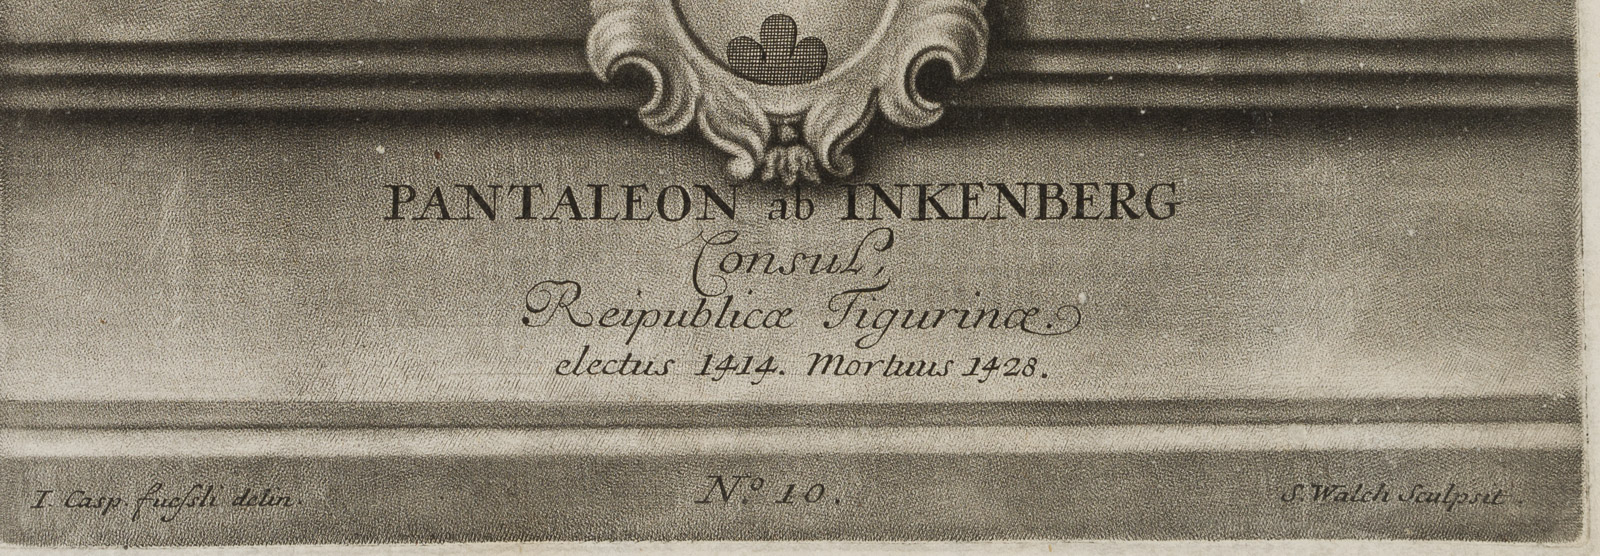 PANTALEON ab INKENBERG
Consul,
Reipublicæ Tigurinæ.
electus 1414. Mortuus 1428.
I. Casp. fueſsli delin.
N.º 10.
S. Walch Sculpsit.